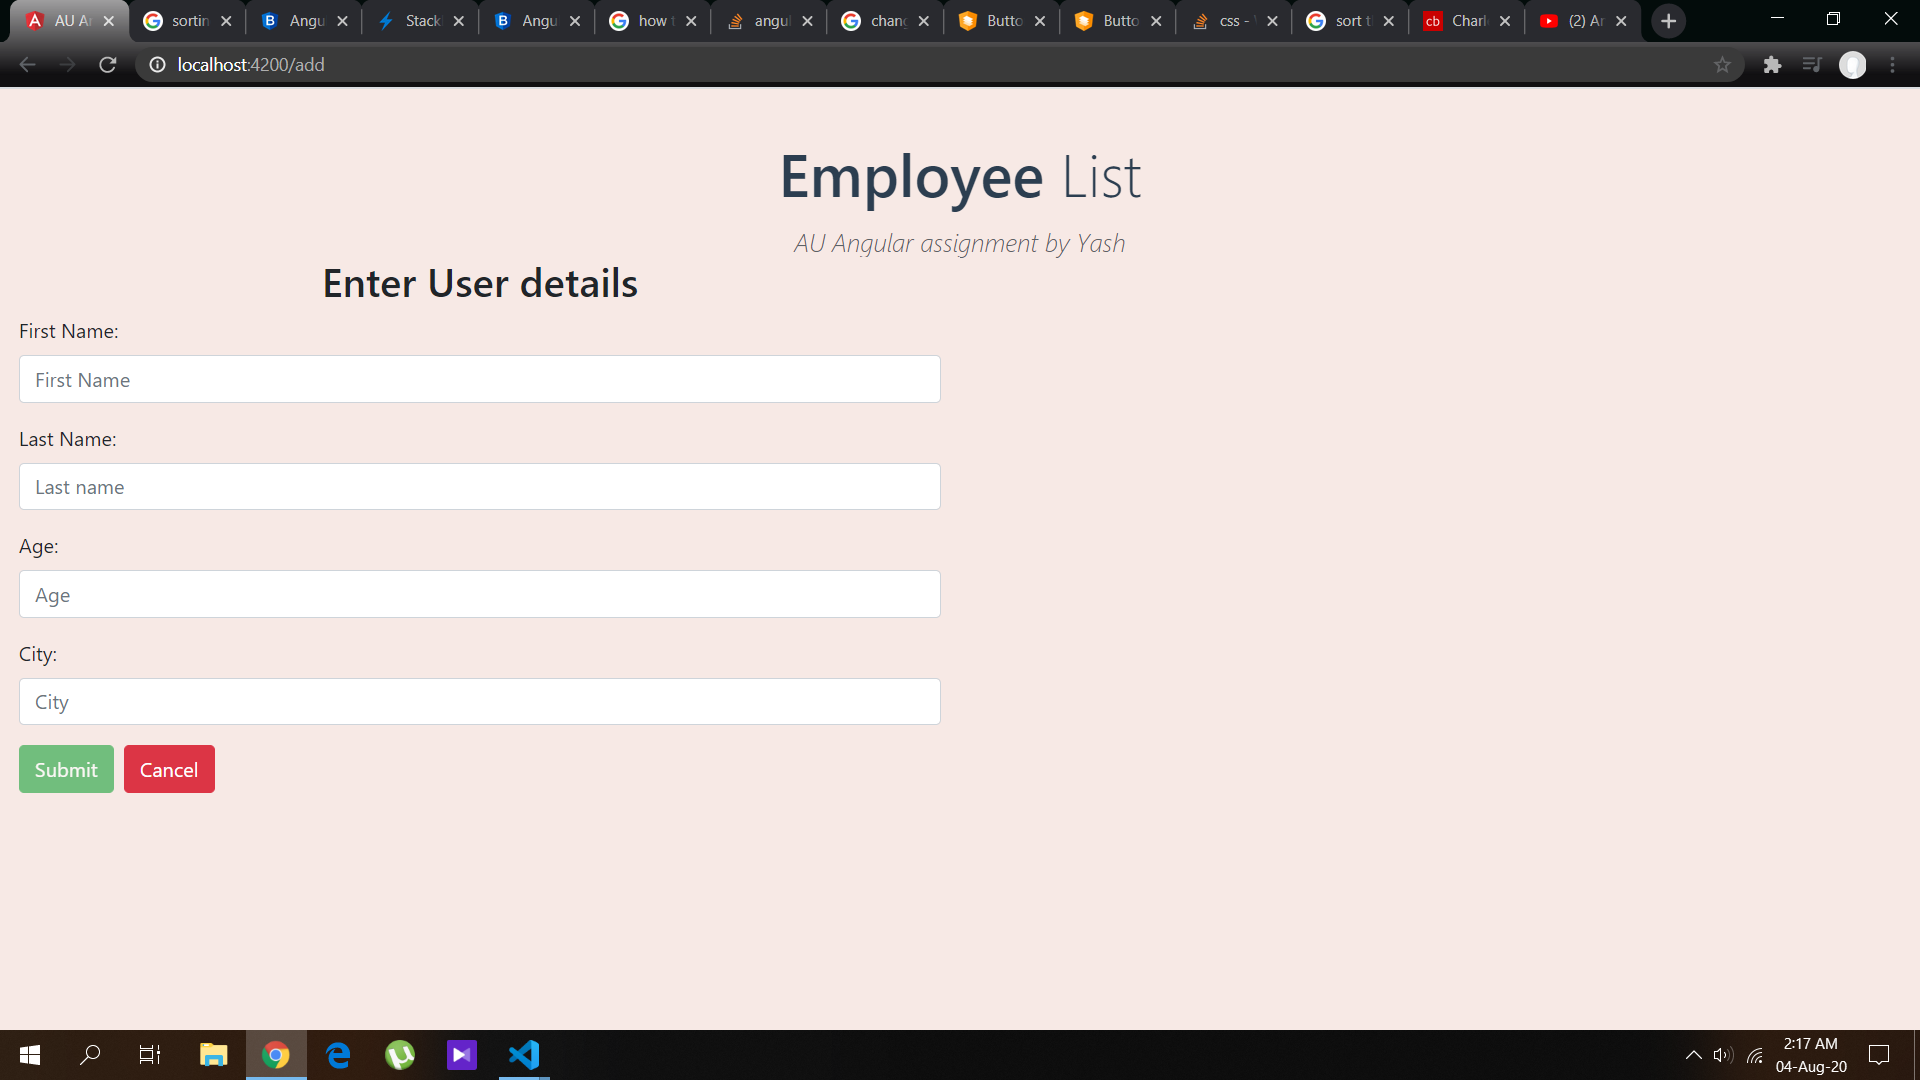 AU A
sortin
Angu
Stack
Angu
how t
angul
chang
Butto
Butto
css -
sort t
cb
Charl
(2) Ar
localhost:4200/add
Employee List
AU Angular assignment by Yash
Enter User details
First Name:
First Name
Last Name:
Last name
Age:
Age
City:
City
Submit Cancel
2:17 AM
04-Aug-20